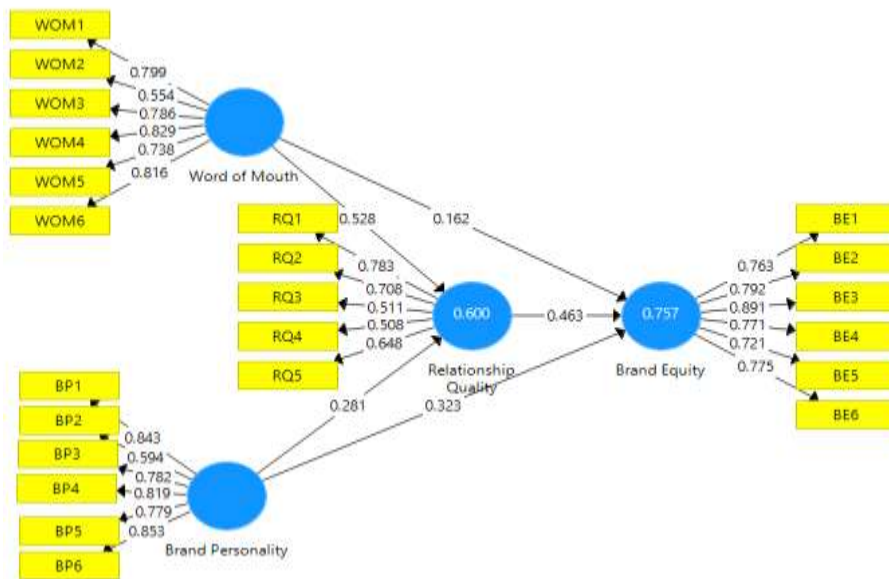 WOM1
WOM2
WOM3
WOM4
WOM5
WOM6
0.799
0.554
0.786
0.829
0.738
0.816
Word of Mouth
0.528
0.162
RQ1
RQ2
RQ3
RQ4
RQ5
0.783
0.708
0.511
0.508
0.648
0.600
Relationship
Quality
0.463
0.757
Brand Equity
BE1
BE2
BE3
BE4
BE5
BE6
0.763
0.792
0.891
0.771
0.721
0.775
0.281
0.323
BP1
BP2
BP3
BP4
BP5
BP6
0.843
0.594
0.782
0.819
0.779
0.853
Brand Personality